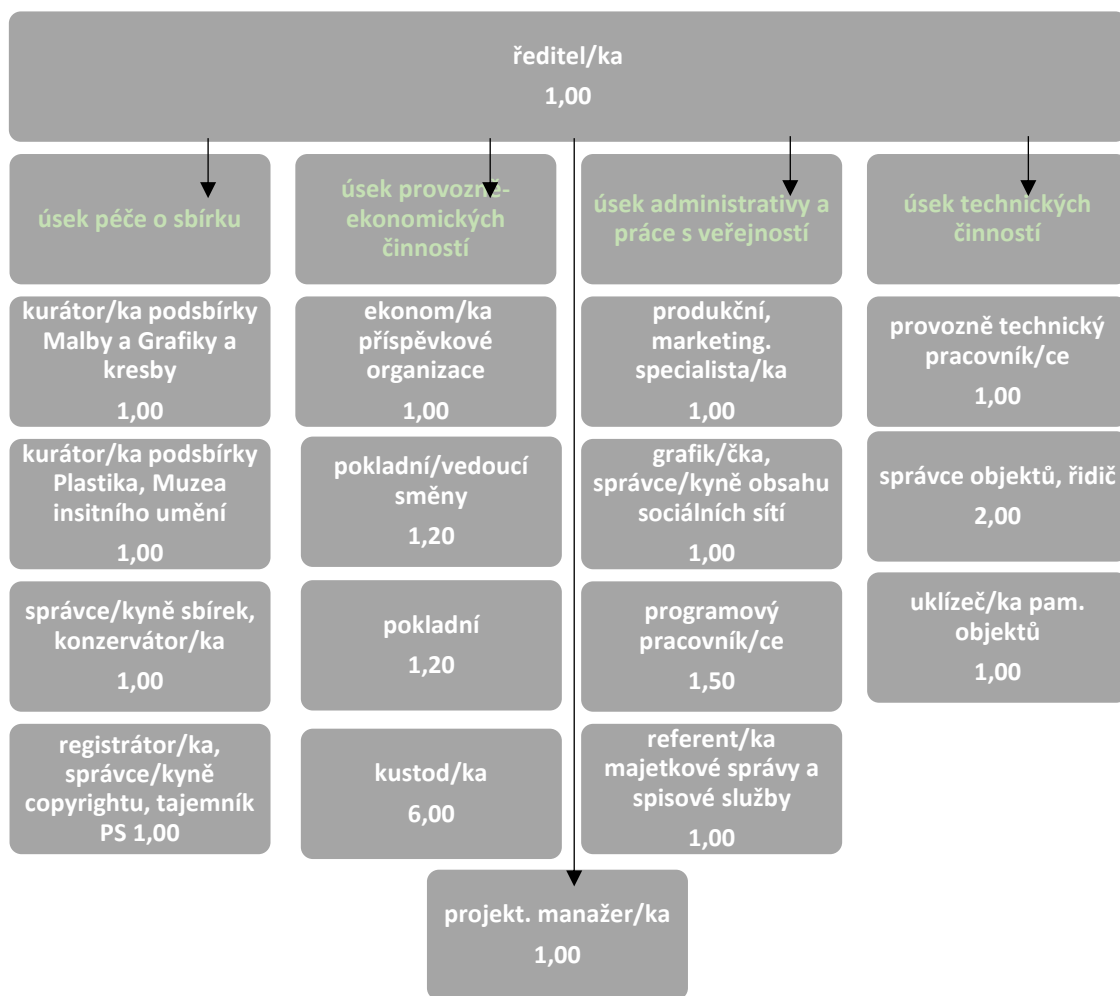 ředitel/ka
1,00
úsek péče o sbírku
úsek provozně-
ekonomických
činností
úsek administrativy a
práce s veřejností
úsek technických
činností
kurátor/ka podsbírky
Malby a Grafiky a
kresby
1,00
ekonom/ka
příspěvkové
organizace
1,00
produkční,
marketing.
specialista/ka
1,00
provozně technický
pracovník/ce
1,00
kurátor/ka podsbírky
Plastika, Muzea
insitního umění
1,00
pokladní/vedoucí
směny
1,20
grafik/čka,
správce/kyně obsahu
sociálních sítí
1,00
správce objektů, řidič
2,00
správce/kyně sbírek,
konzervátor/ka
1,00
pokladní
1,20
programový
pracovník/ce
1,50
uklízeč/ka pam.
objektů
1,00
registrátor/ka,
správce/kyně
copyrightu, tajemník
PS 1,00
kustod/ka
6,00
referent/ka
majetkové správy a
spisové služby
1,00
projekt. manažer/ka
1,00